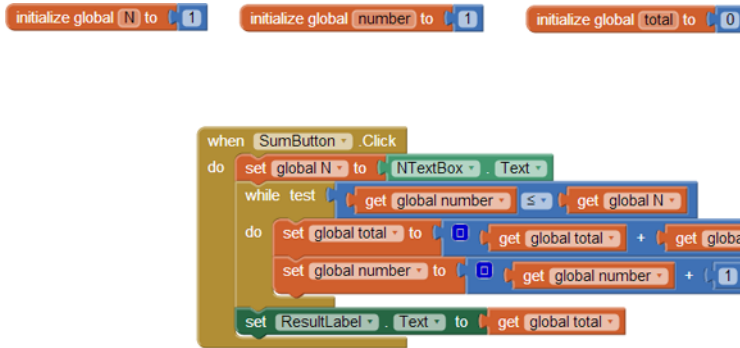 initialize global N to 1
initialize global number to 1
initialize global total to 0
when SumButton .Click
do set global N to NTextBox . Text
while test get global number ≤ get global N
do set global total to get global total + get
set global number to get global number + 1
set ResultLabel . Text to get global total